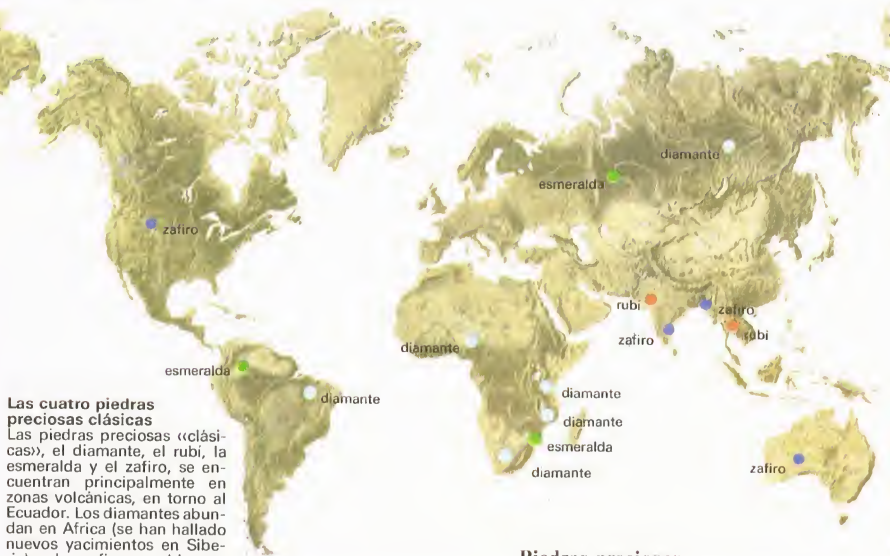 diamante
esmeralda
zafiro
rubí
zafiro
zafiro
rubí
diamante
esmeralda
diamante
diamante
diamante
esmeralda
diamante
zafiro
Las cuatro piedras
preciosas clásicas
Las piedras preciosas «clási-
cas», el diamante, el rubí, la
esmeralda y el zafiro, se en-
cuentran principalmente en
zonas volcánicas, en torno al
Ecuador. Los diamantes abun-
dan en Africa (se han hallado
nuevos yacimientos en Sibe-